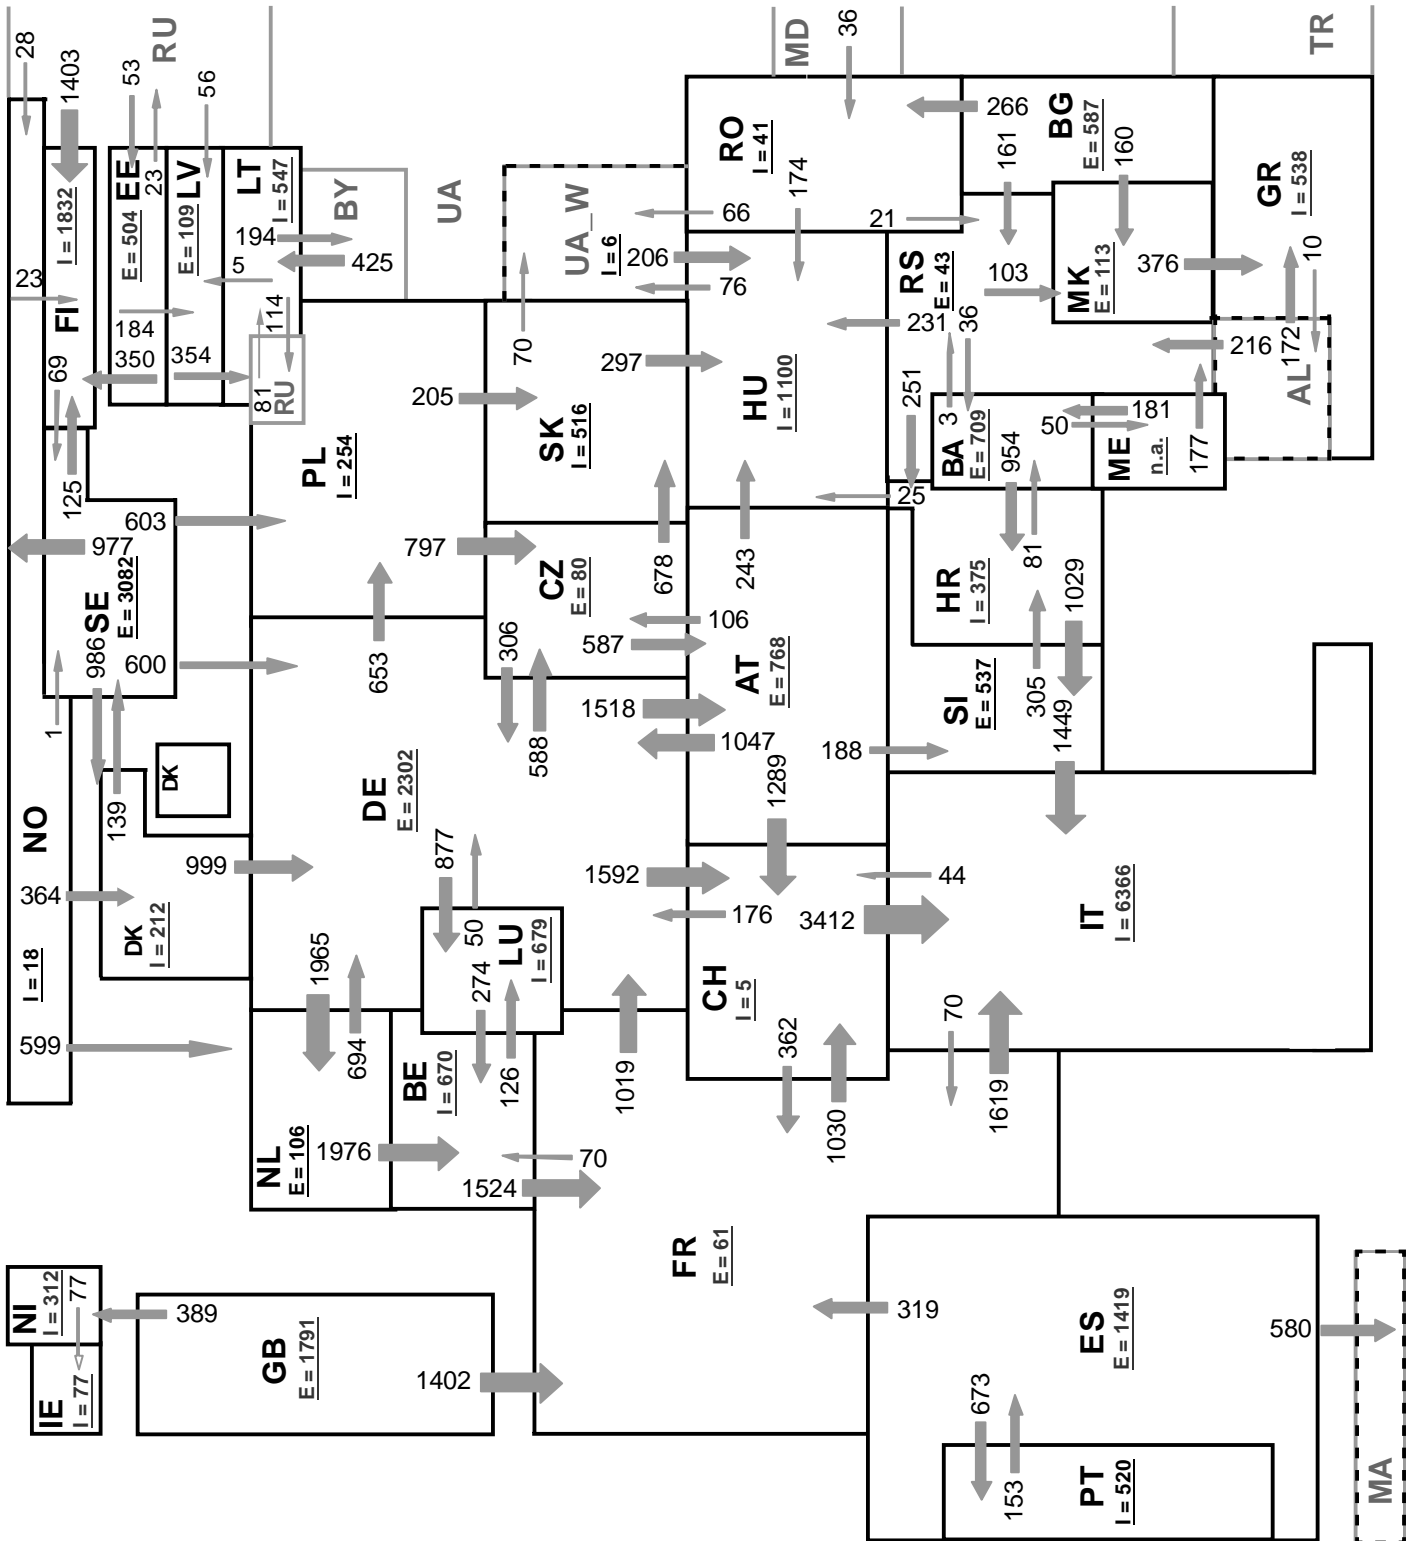 28
1403
RU
53
56
MD
36
TR
FI
I = 1832
23
69
125
EE
E = 504
23
184
350
LV
E = 109
354
LT
I = 547
194
5
425
114
81
RU
BY
UA
UA_W
I = 6
206
66
76
70
RO
I = 41
174
266
21
161
BG
E = 587
160
GR
I = 538
10
172
AL
216
MK
E = 113
376
RS
E = 43
103
36
3
231
251
BA
E = 709
954
50
181
ME
n.a.
177
PL
I = 254
205
SK
I = 516
297
HU
I = 1100
25
SE
E = 3082
977
603
600
986
139
1
NO
I = 18
364
599
DK
DK
I = 212
999
653
797
CZ
E = 80
678
306
588
587
106
243
AT
E = 768
1518
1047
1289
188
HR
I = 375
81
1029
SI
E = 537
305
1449
DE
E = 2302
877
50
LU
I = 679
274
126
1592
176
CH
I = 5
3412
44
362
1030
IT
I = 6366
70
1619
1965
694
NL
E = 106
1976
BE
I = 670
1524
70
1019
FR
E = 61
NI
I = 312
77
389
IE
I = 77
GB
E = 1791
1402
319
ES
E = 1419
580
673
153
PT
I = 520
MA